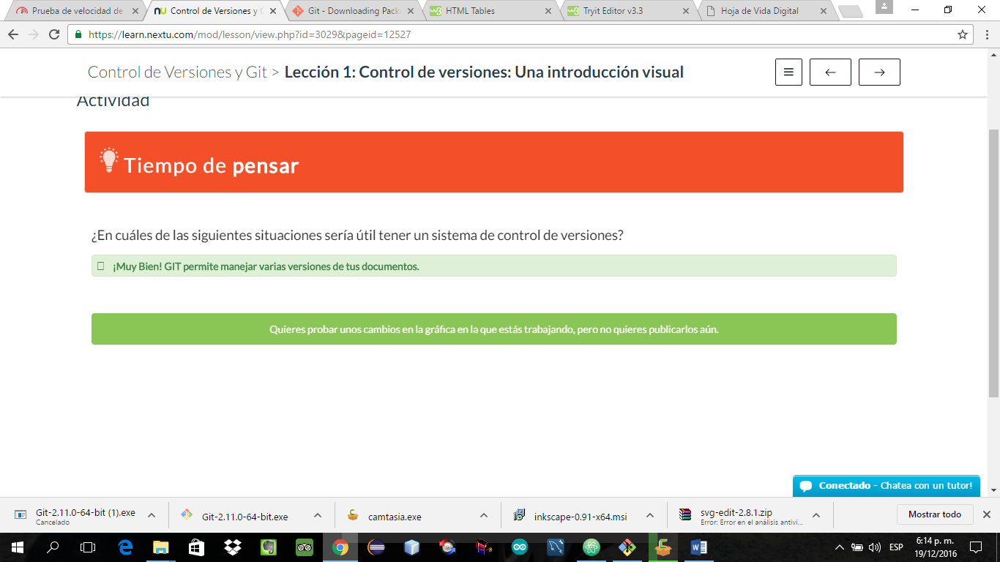 Prueba de velocidad de
Control de Versiones y G
Git - Downloading Pack
HTML Tables
Tryit Editor v3.3
Hoja de Vida Digital
https://learn.nextu.com/mod/lesson/view.php?id=3029&pageid=12527
Control de Versiones y Git > Lección 1: Control de versiones: Una introducción visual
Actividad
Tiempo de pensar
¿En cuáles de las siguientes situaciones sería útil tener un sistema de control de versiones?
¡Muy Bien! GIT permite manejar varias versiones de tus documentos.
Quieres probar unos cambios en la gráfica en la que estás trabajando, pero no quieres publicarlos aún.
Conectado - Chatea con un tutor!
Git-2.11.0-64-bit (1).exe
Cancelado
Git-2.11.0-64-bit.exe
camtasia.exe
inkscape-0.91-x64.msi
svg-edit-2.8.1.zip
Error: Error en el análisis antivi...
Mostrar todo
ESP
6:14 p. m.
19/12/2016